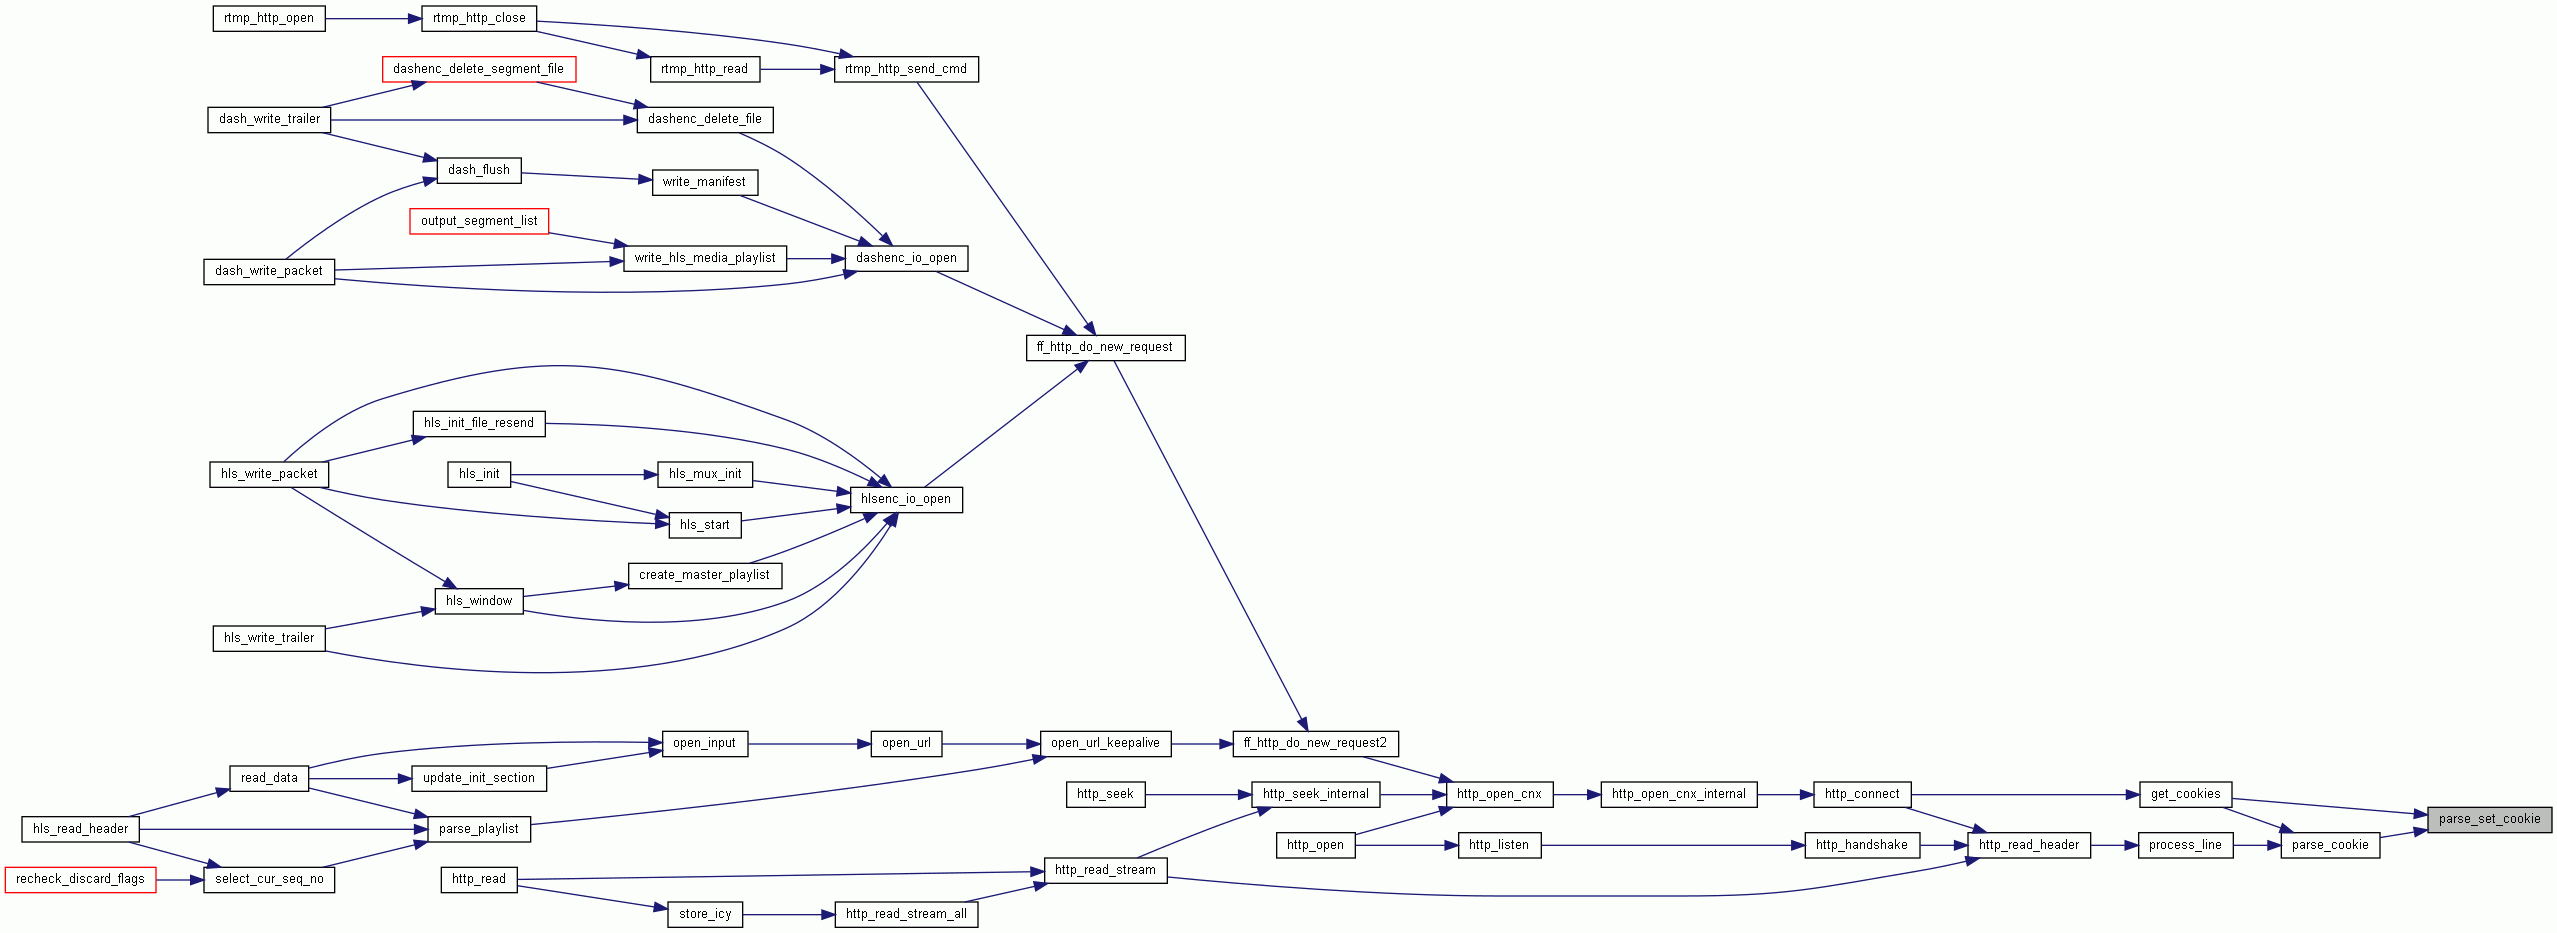 rtmp_http_open
rtmp_http_close
dashenc_delete_segment_file
rtmp_http_read
rtmp_http_send_cmd
dash_write_trailer
dashenc_delete_file
dash_flush
write_manifest
output_segment_list
dash_write_packet
write_hls_media_playlist
dashenc_io_open
ff_http_do_new_request
hls_init_file_resend
hls_write_packet
hls_init
hls_mux_init
hlsenc_io_open
hls_start
create_master_playlist
hls_window
hls_write_trailer
open_input
open_url
open_url_keepalive
ff_http_do_new_request2
read_data
update_init_section
http_seek
http_seek_internal
http_open_cnx
http_open_cnx_internal
http_connect
get_cookies
parse_set_cookie
hls_read_header
parse_playlist
http_open
http_listen
http_handshake
http_read_header
process_line
parse_cookie
recheck_discard_flags
select_cur_seq_no
http_read
http_read_stream
store_icy
http_read_stream_all